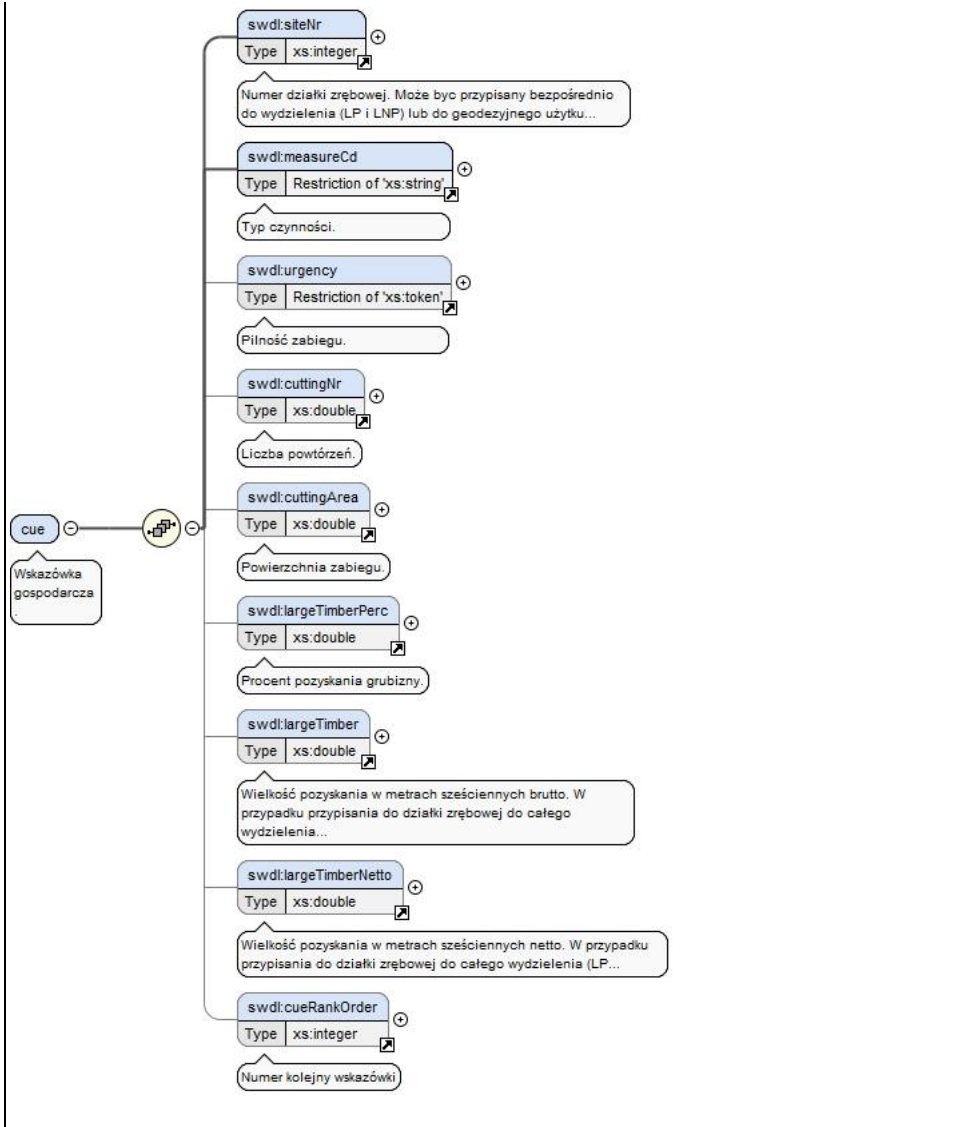 swdl:siteNr
Type xs:integer
Numer działki zrębowej. Może byc przypisany bezpośrednio
do wydzielenia (LP i LNP) lub do geodezyjnego użytku...
swdl:measureCd
Type Restriction of 'xs:string'
Typ czynności.
swdl:urgency
Type Restriction of 'xs:token'
Pilność zabiegu.
swdl:cuttingNr
Type xs:double
Liczba powtórzeń.
swdl:cuttingArea
Type xs:double
Powierzchnia zabiegu.
cue
Wskazówka
gospodarcza
.
swdl:largeTimberPerc
Type xs:double
Procent pozyskania grubizny.
swdl:largeTimber
Type xs:double
Wielkość pozyskania w metrach sześciennych brutto. W
przypadku przypisania do działki zrębowej do całego
wydzielenia...
swdl:largeTimberNetto
Type xs:double
Wielkość pozyskania w metrach sześciennych netto. W przypadku
przypisania do działki zrębowej do całego wydzielenia (LP...
swdl:cueRankOrder
Type xs:integer
Numer kolejny wskazówki